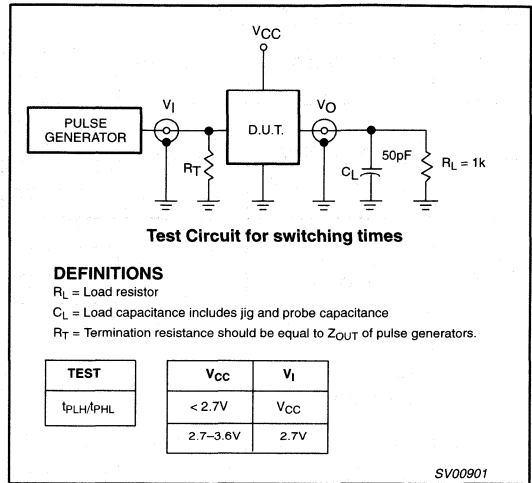 VCC
VI
VO
PULSE GENERATOR
D.U.T.
RT
50pF
CL
RL = 1k
Test Circuit for switching times
DEFINITIONS
RL = Load resistor
CL = Load capacitance includes jig and probe capacitance
RT = Termination resistance should be equal to ZOUT of pulse generators.
TEST
tPLH/tPHL
VCC VI
< 2.7V VCC
2.7–3.6V 2.7V
SV00901